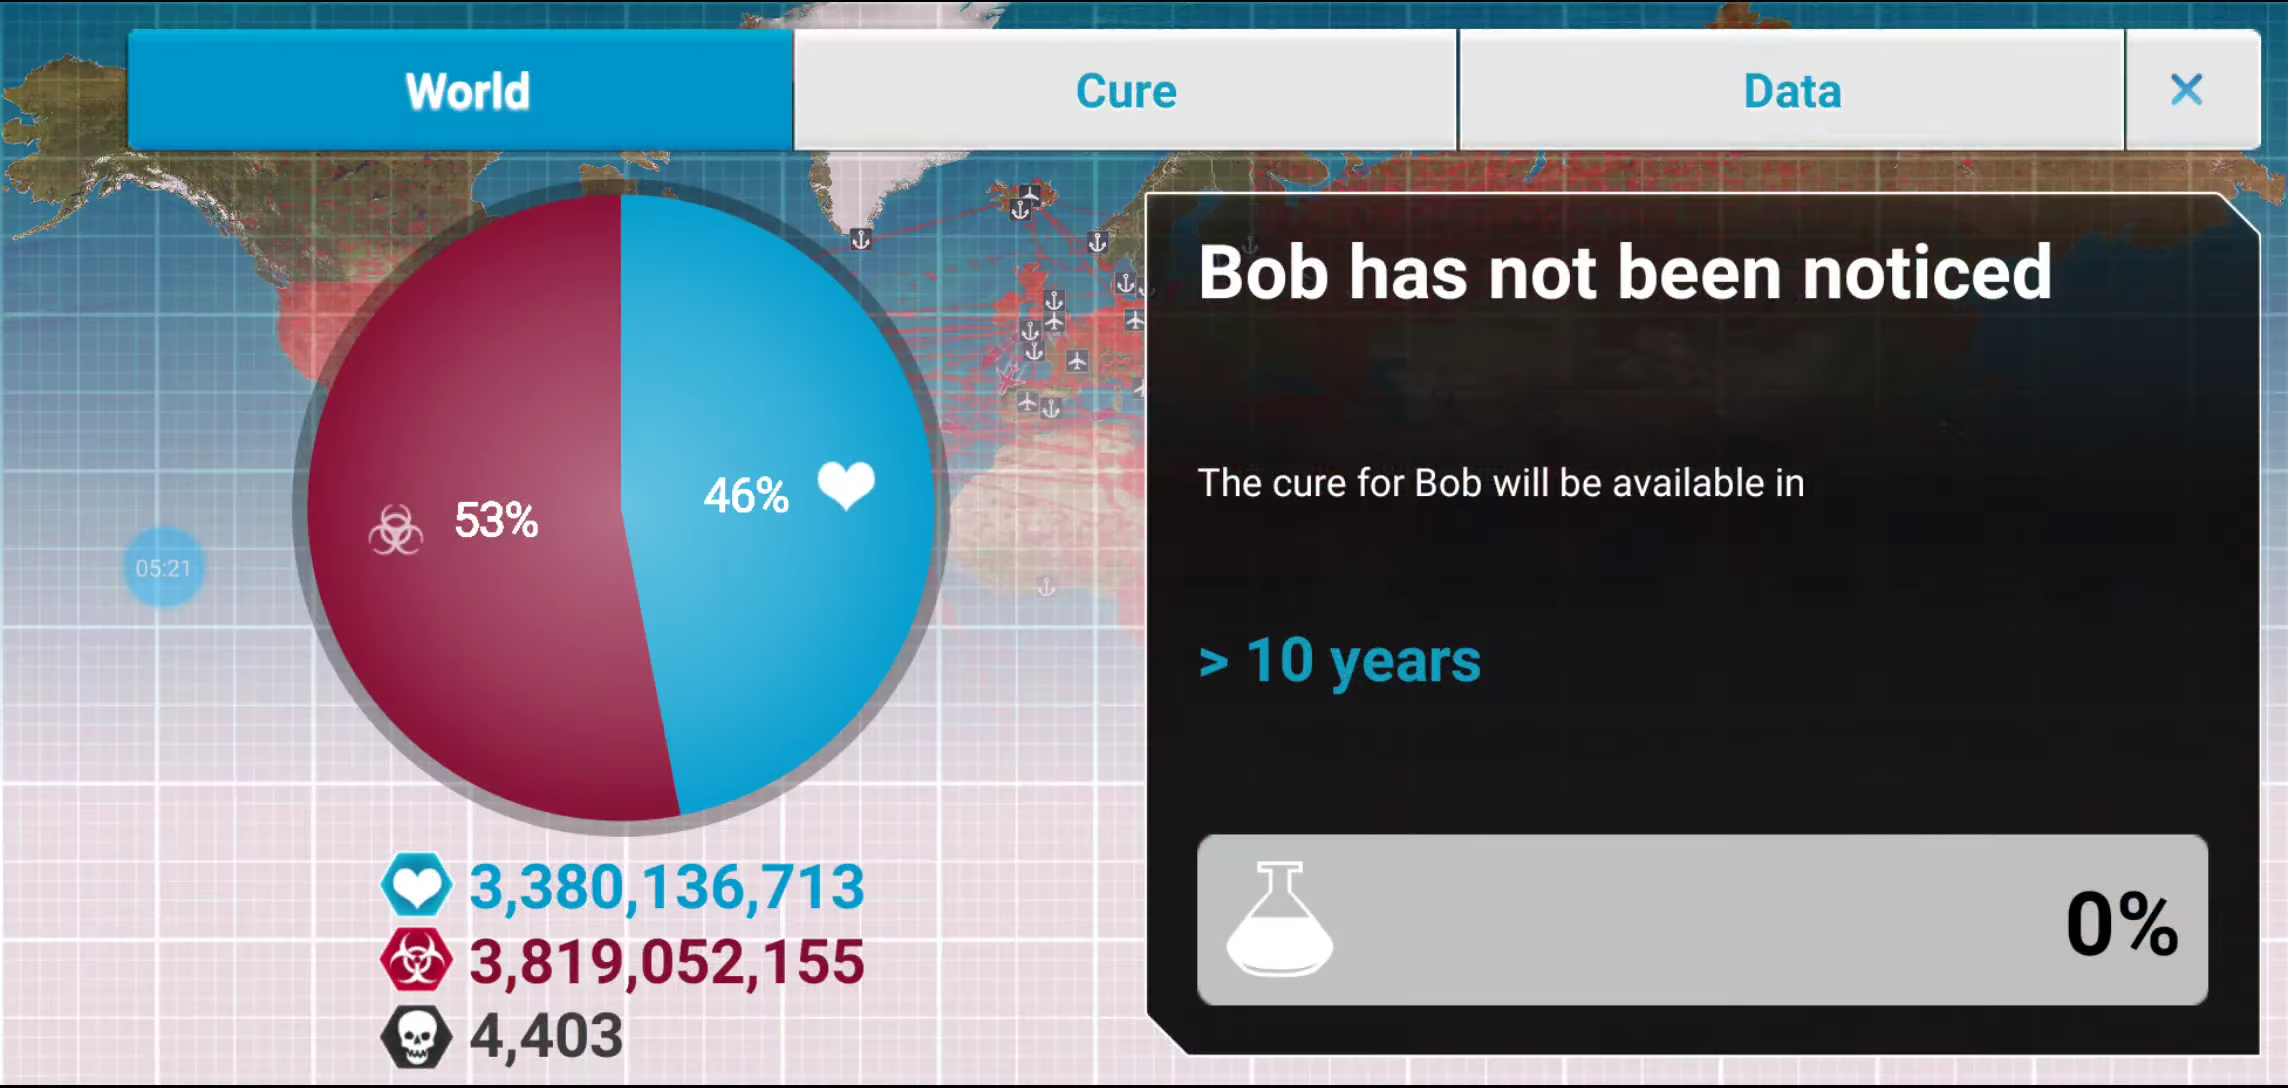 World
Cure
Data
Bob has not been noticed
46%
53%
The cure for Bob will be available in
05:21
> 10 years
3,380,136,713
3,819,052,155
4,403
0%